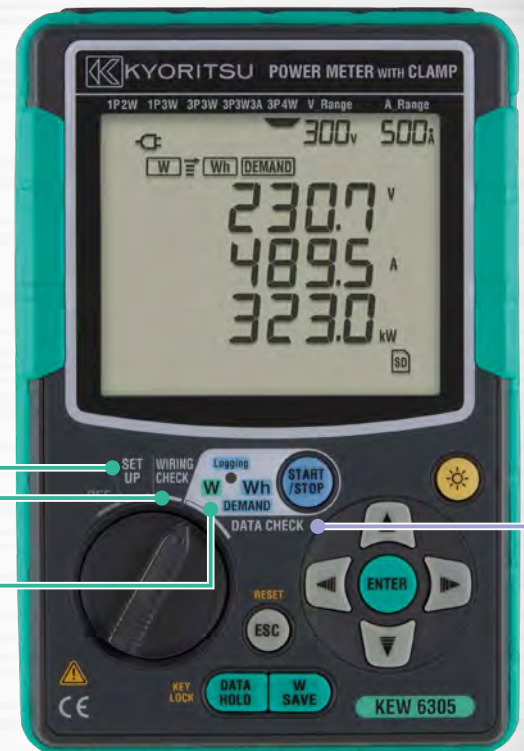 KYORITSU POWER METER WITH CLAMP
1P2W 1P3W 3P3W 3P3W3A 3P4W V Range A Range
300V 500A
W Wh DEMAND
230.7 V
489.5 A
323.0 kW
SD
SET UP
WIRING CHECK
Logging
W Wh
DEMAND
START /STOP
OFF
DATA CHECK
ENTER
RESET
ESC
KEY LOCK
DATA HOLD
W SAVE
CE
KEW 6305